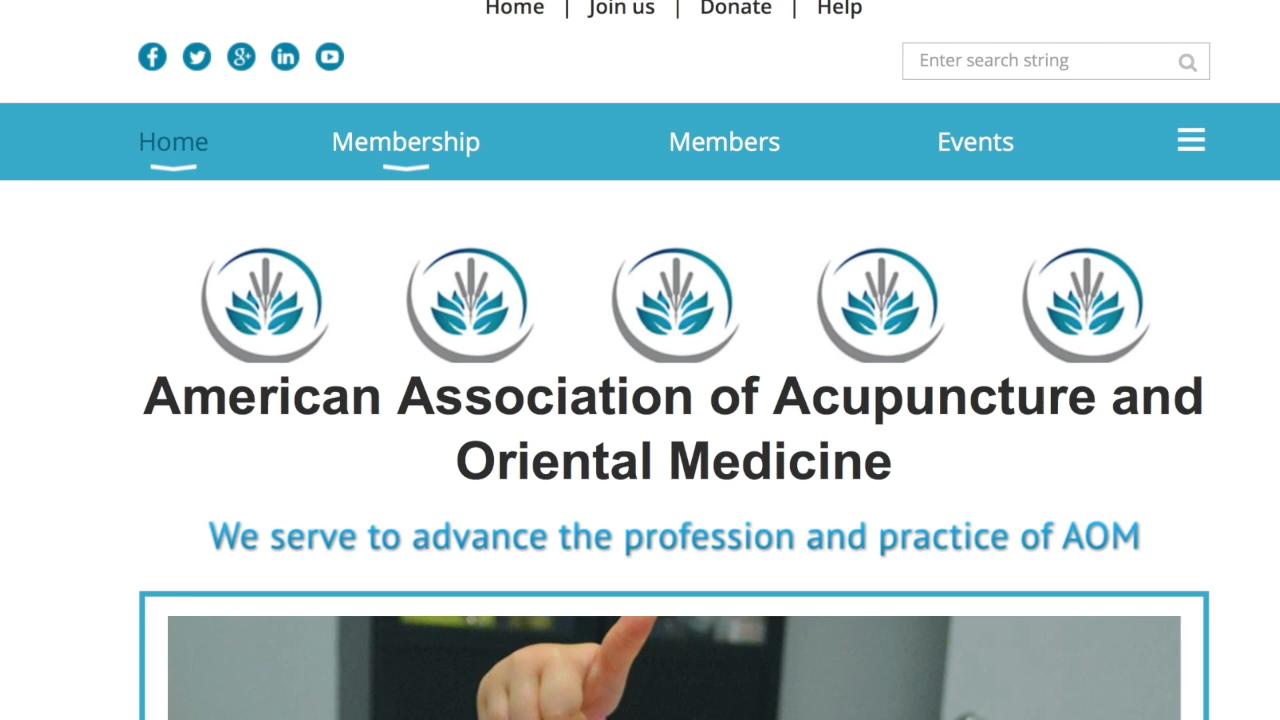 Home | Join us | Donate | Help
Enter search string
Home Membership Members Events
American Association of Acupuncture and
Oriental Medicine
We serve to advance the profession and practice of AOM